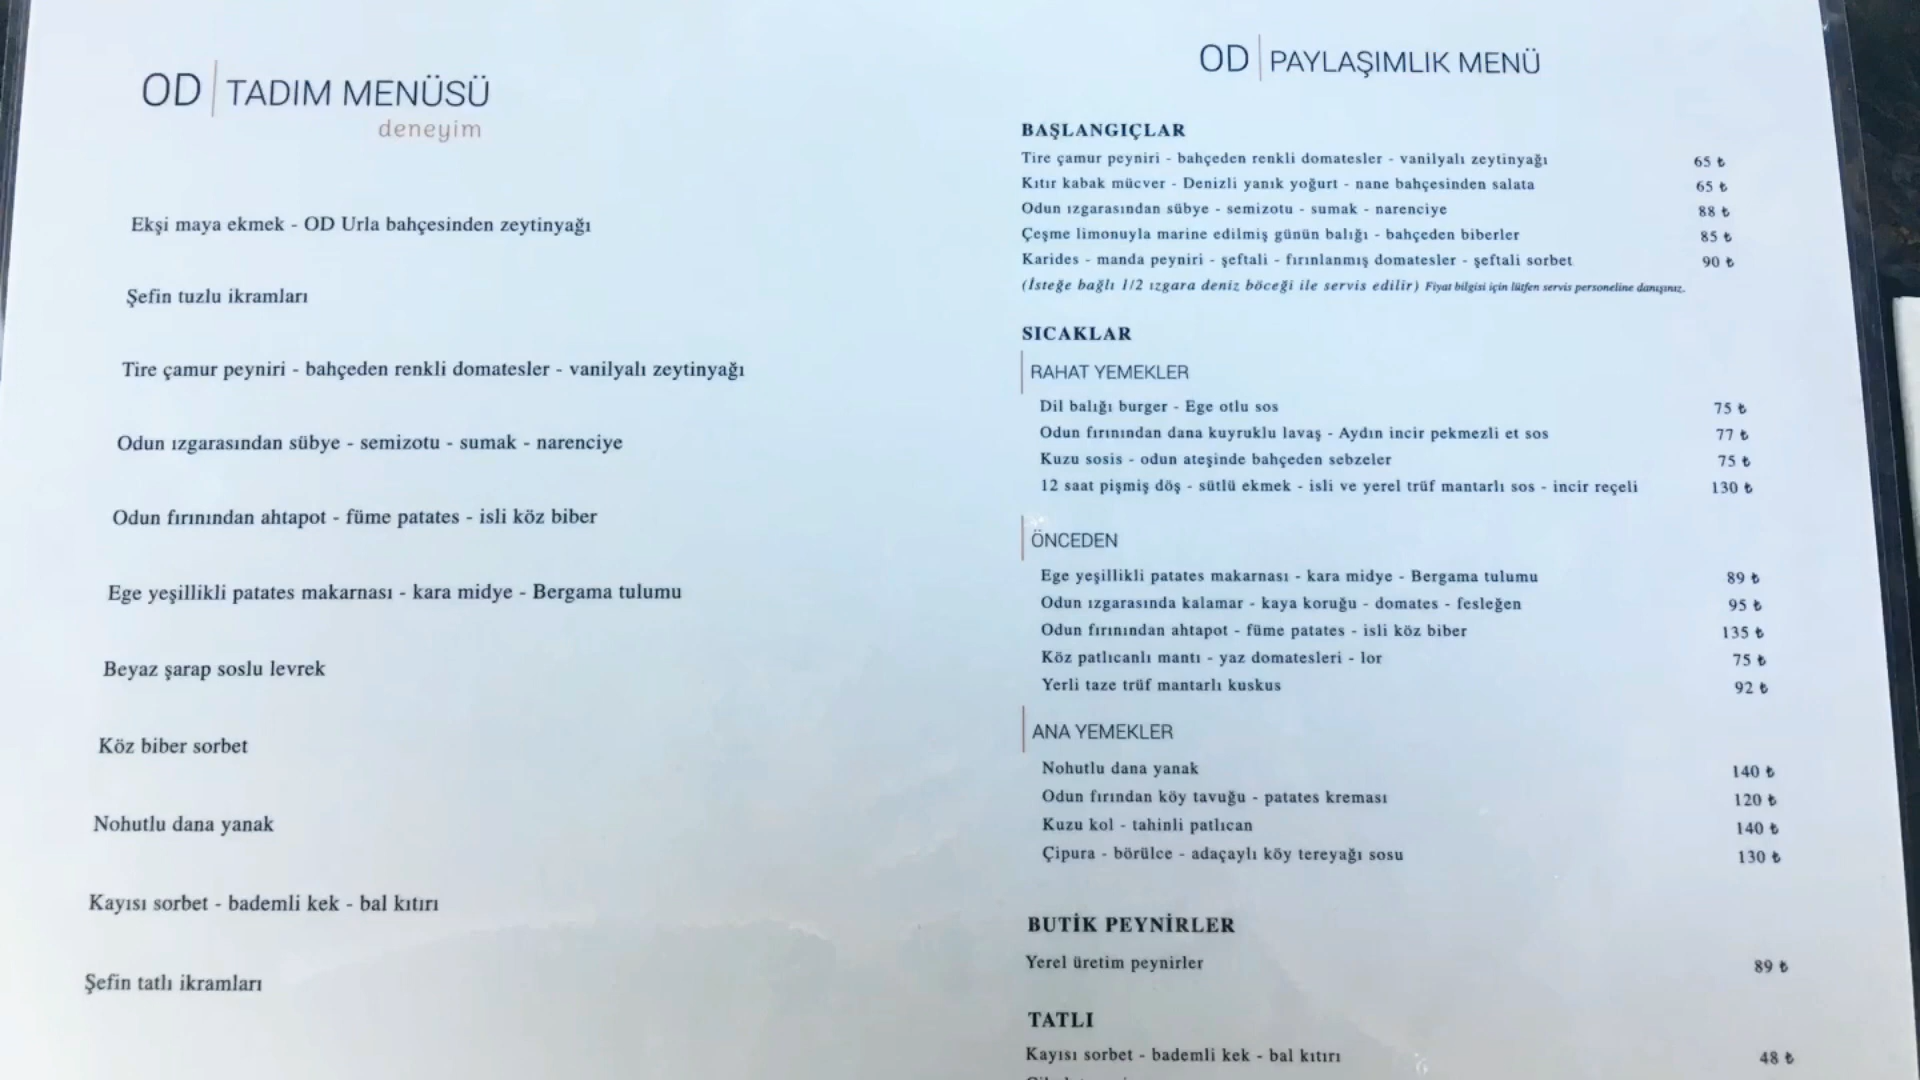 OD | TADIM MENÜSÜ
deneyim
Ekşi maya ekmek - OD Urla bahçesinden zeytinyağı
Şefin tuzlu ikramları
Tire çamur peyniri - bahçeden renkli domatesler - vanilyalı zeytinyağı
Odun ızgarasından sübye - semizotu - sumak - narenciye
Odun fırınından ahtapot - füme patates - isli köz biber
Ege yeşillikli patates makarnası - kara midye - Bergama tulumu
Beyaz şarap soslu levrek
Köz biber sorbet
Nohutlu dana yanak
Kayısı sorbet - bademli kek - bal kıtırı
Şefin tatlı ikramları
OD | PAYLAŞIMLIK MENÜ
BAŞLANGIÇLAR
Tire çamur peyniri - bahçeden renkli domatesler - vanilyalı zeytinyağı 65 ₺
Kıtır kabak mücver - Denizli yanık yoğurt - nane bahçesinden salata 65 ₺
Odun ızgarasından sübye - semizotu - sumak - narenciye 88 ₺
Çeşme limonuyla marine edilmiş günün balığı - bahçeden biberler 85 ₺
Karides - manda peyniri - şeftali - fırınlanmış domatesler - şeftali sorbet 90 ₺
(İsteğe bağlı 1/2 ızgara deniz böceği ile servis edilir) Fiyat bilgisi için lütfen servis personeline danışınız.
SICAKLAR
RAHAT YEMEKLER
Dil balığı burger - Ege otlu sos 75 ₺
Odun fırınından dana kuyruklu lavaş - Aydın incir pekmezli et sos 77 ₺
Kuzu sosis - odun ateşinde bahçeden sebzeler 75 ₺
12 saat pişmiş döş - sütlü ekmek - isli ve yerel trüf mantarlı sos - incir reçeli 130 ₺
ÖNCEDEN
Ege yeşillikli patates makarnası - kara midye - Bergama tulumu 89 ₺
Odun ızgarasında kalamar - kaya koruğu - domates - fesleğen 95 ₺
Odun fırınından ahtapot - füme patates - isli köz biber 135 ₺
Köz patlıcanlı mantı - yaz domatesleri - lor 75 ₺
Yerli taze trüf mantarlı kuskus 92 ₺
ANA YEMEKLER
Nohutlu dana yanak 140 ₺
Odun fırından köy tavuğu - patates kreması 120 ₺
Kuzu kol - tahinli patlıcan 140 ₺
Çipura - börülce - adaçaylı köy tereyağı sosu 130 ₺
BUTİK PEYNİRLER
Yerel üretim peynirler 89 ₺
TATLI
Kayısı sorbet - bademli kek - bal kıtırı 48 ₺